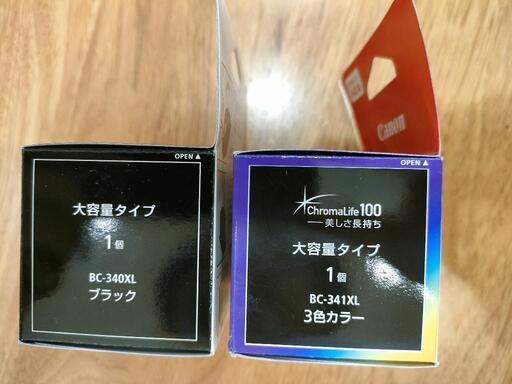 OPEN ▲
大容量タイプ
1個
BC-340XL
ブラック
Canon
OPEN ▲
ChromaLife100
美しさ長持ち
大容量タイプ
1個
BC-341XL
3色カラー